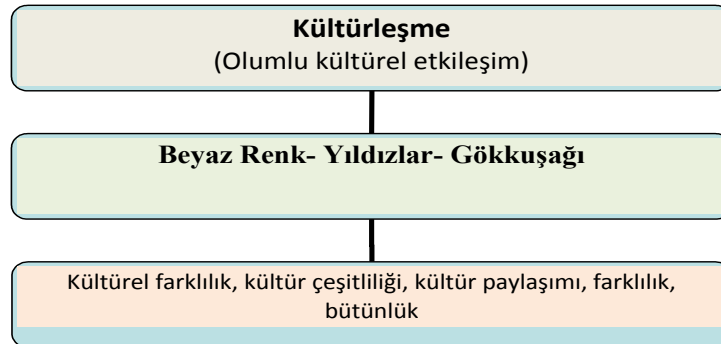 Kültürleşme
(Olumlu kültürel etkileşim)
Beyaz Renk- Yıldızlar- Gökkuşağı
Kültürel farklılık, kültür çeşitliliği, kültür paylaşımı, farklılık,
bütünlük